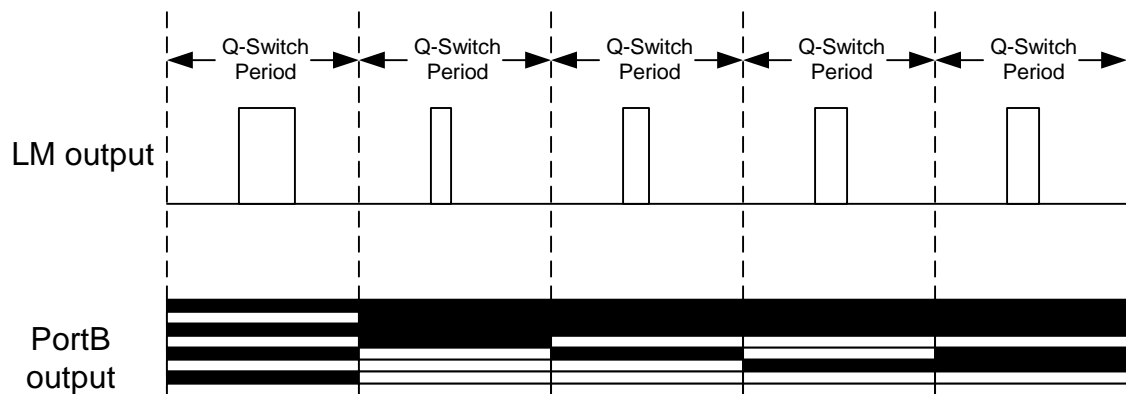 Q-Switch
Period
Q-Switch
Period
Q-Switch
Period
Q-Switch
Period
Q-Switch
Period
LM output
PortB
output